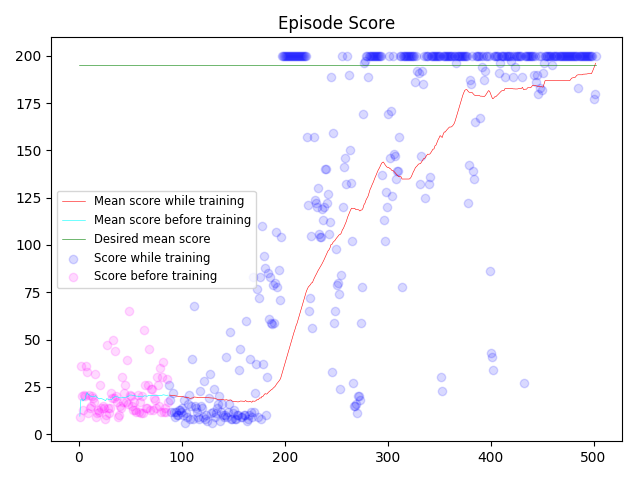 Episode Score
200
175
150
125
100
75
50
25
0
Mean score while training
Mean score before training
Desired mean score
Score while training
Score before training
0 100 200 300 400 500